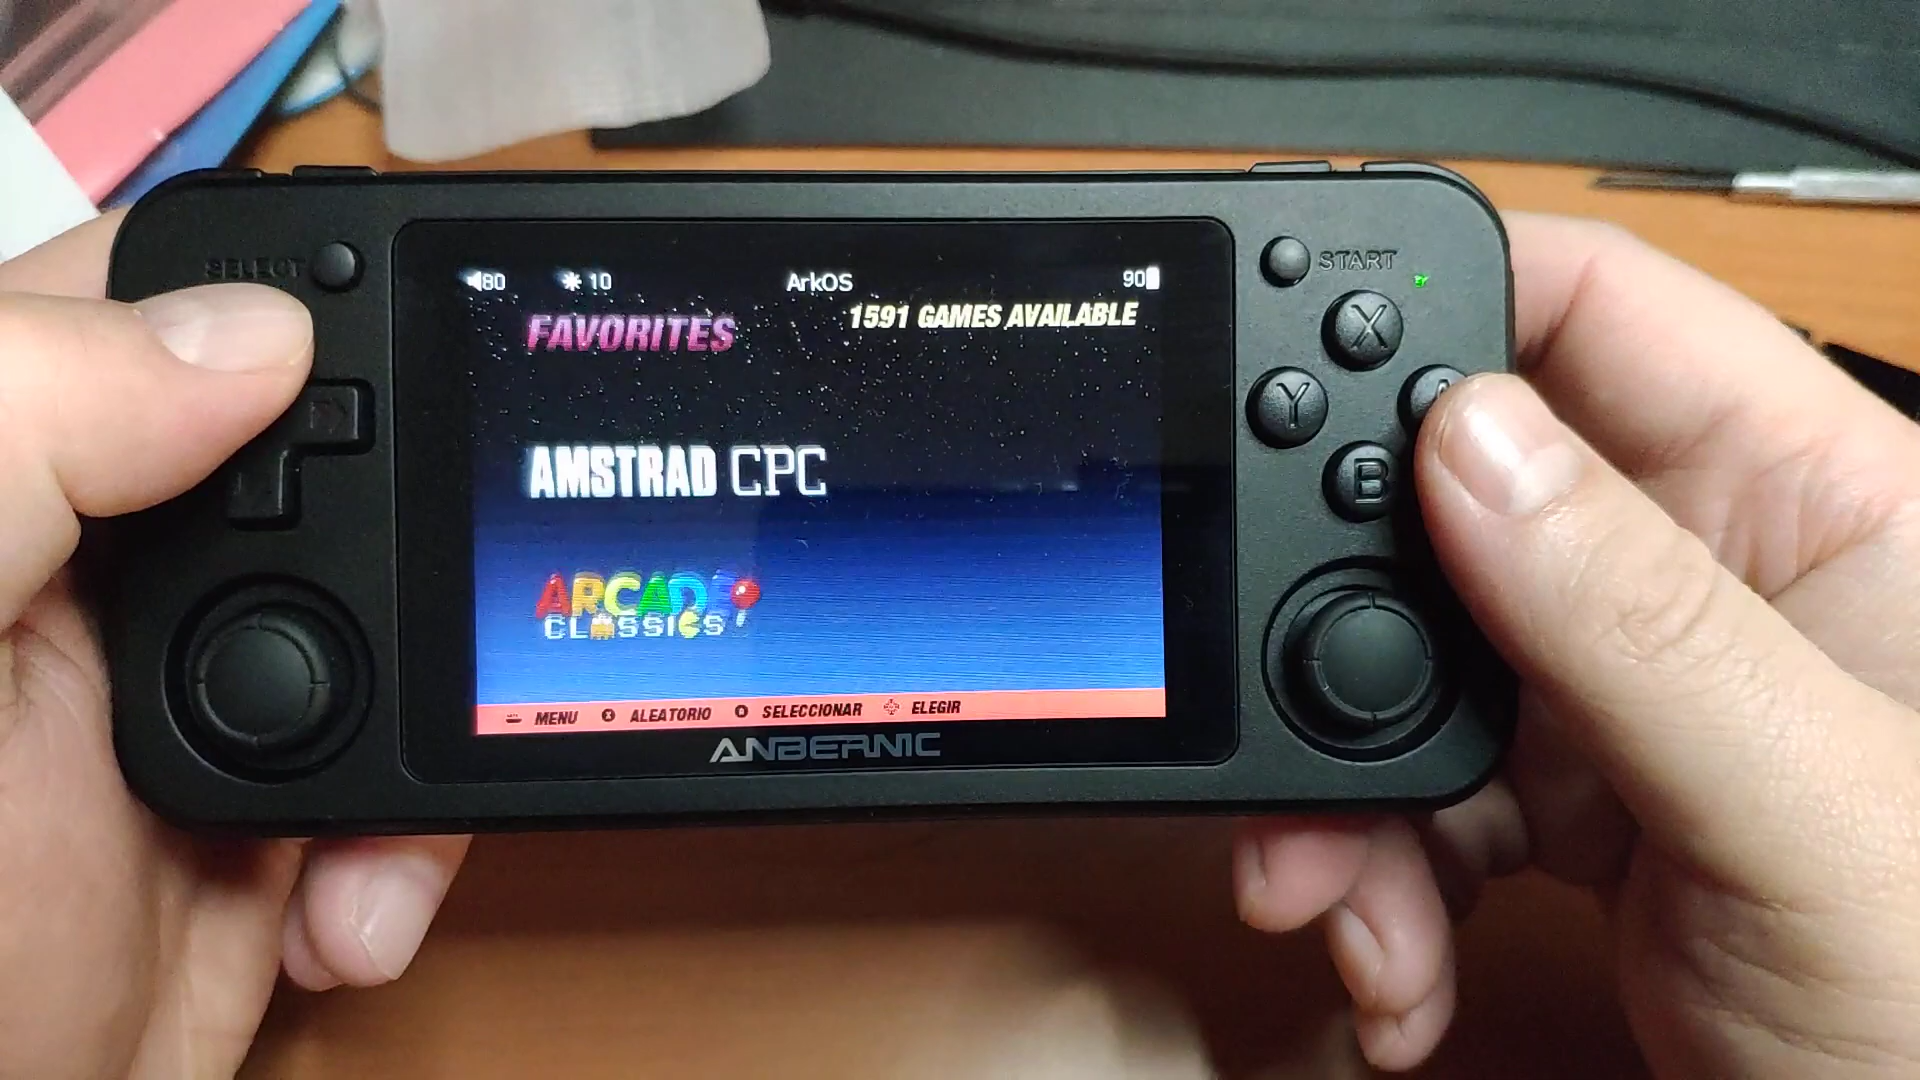 SELECT
START
80
10
ArkOS
90
1591 GAMES AVAILABLE
FAVORITES
AMSTRAD CPC
ARCADE
CLASSICS
MENU
X ALEATORIO
SELECCIONAR
ELEGIR
ANBERNIC
X
Y
A
B